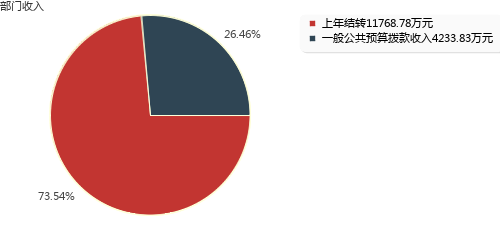 部门收入
26.46%
73.54%
上年结转11768.78万元
一般公共预算拨款收入4233.83万元